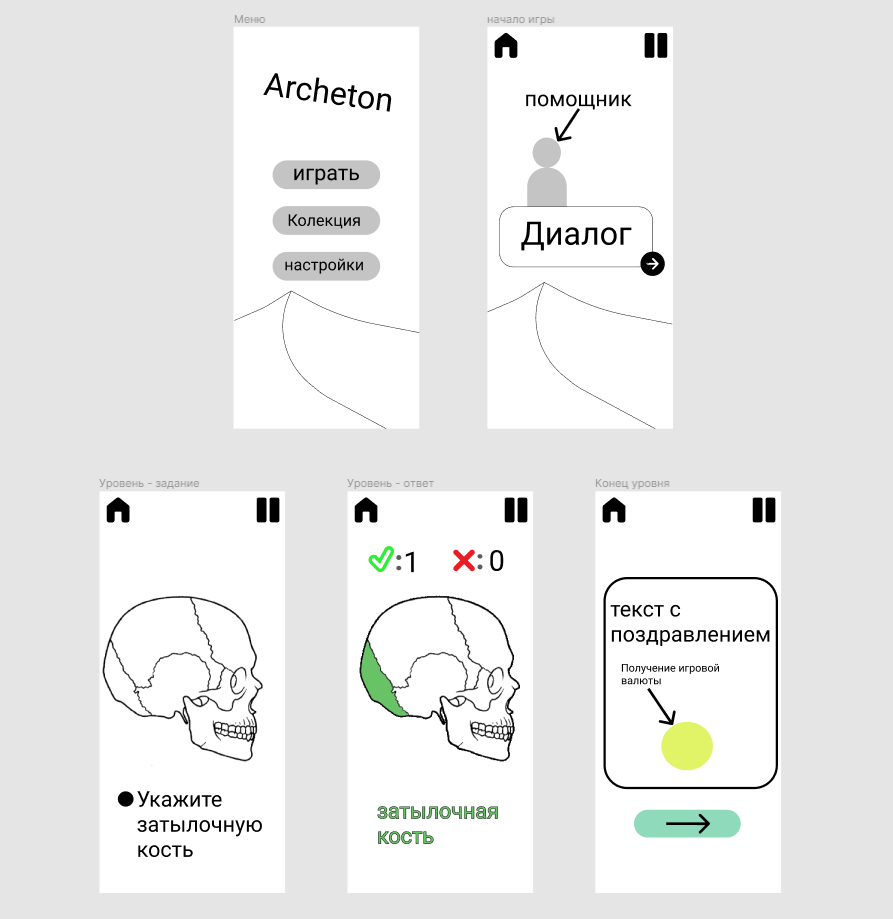 Меню
Archeton
играть
Колекция
настройки
начало игры
помощник
Диалог
Уровень - задание
Укажите
затылочную
кость
Уровень - ответ
:1
: 0
затылочная
кость
Конец уровня
текст с
поздравлением
Получение игровой
валюты